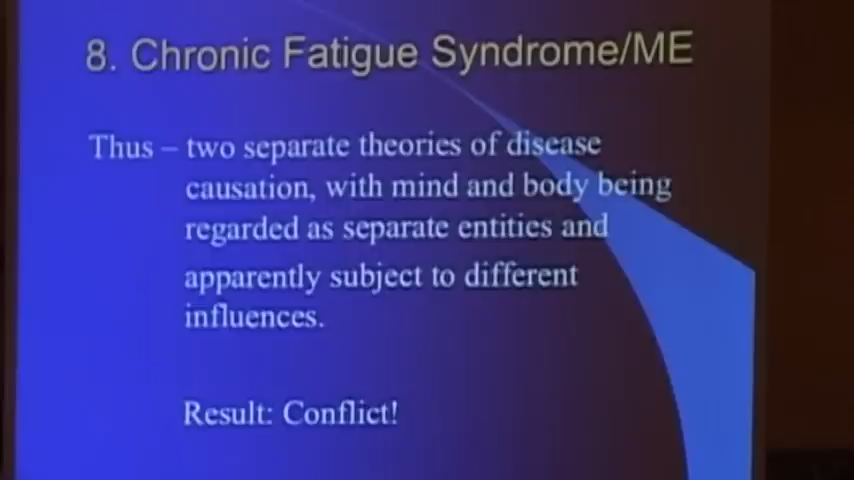 8. Chronic Fatigue Syndrome/ME
Thus – two separate theories of disease
causation, with mind and body being
regarded as separate entities and
apparently subject to different
influences.
Result: Conflict!